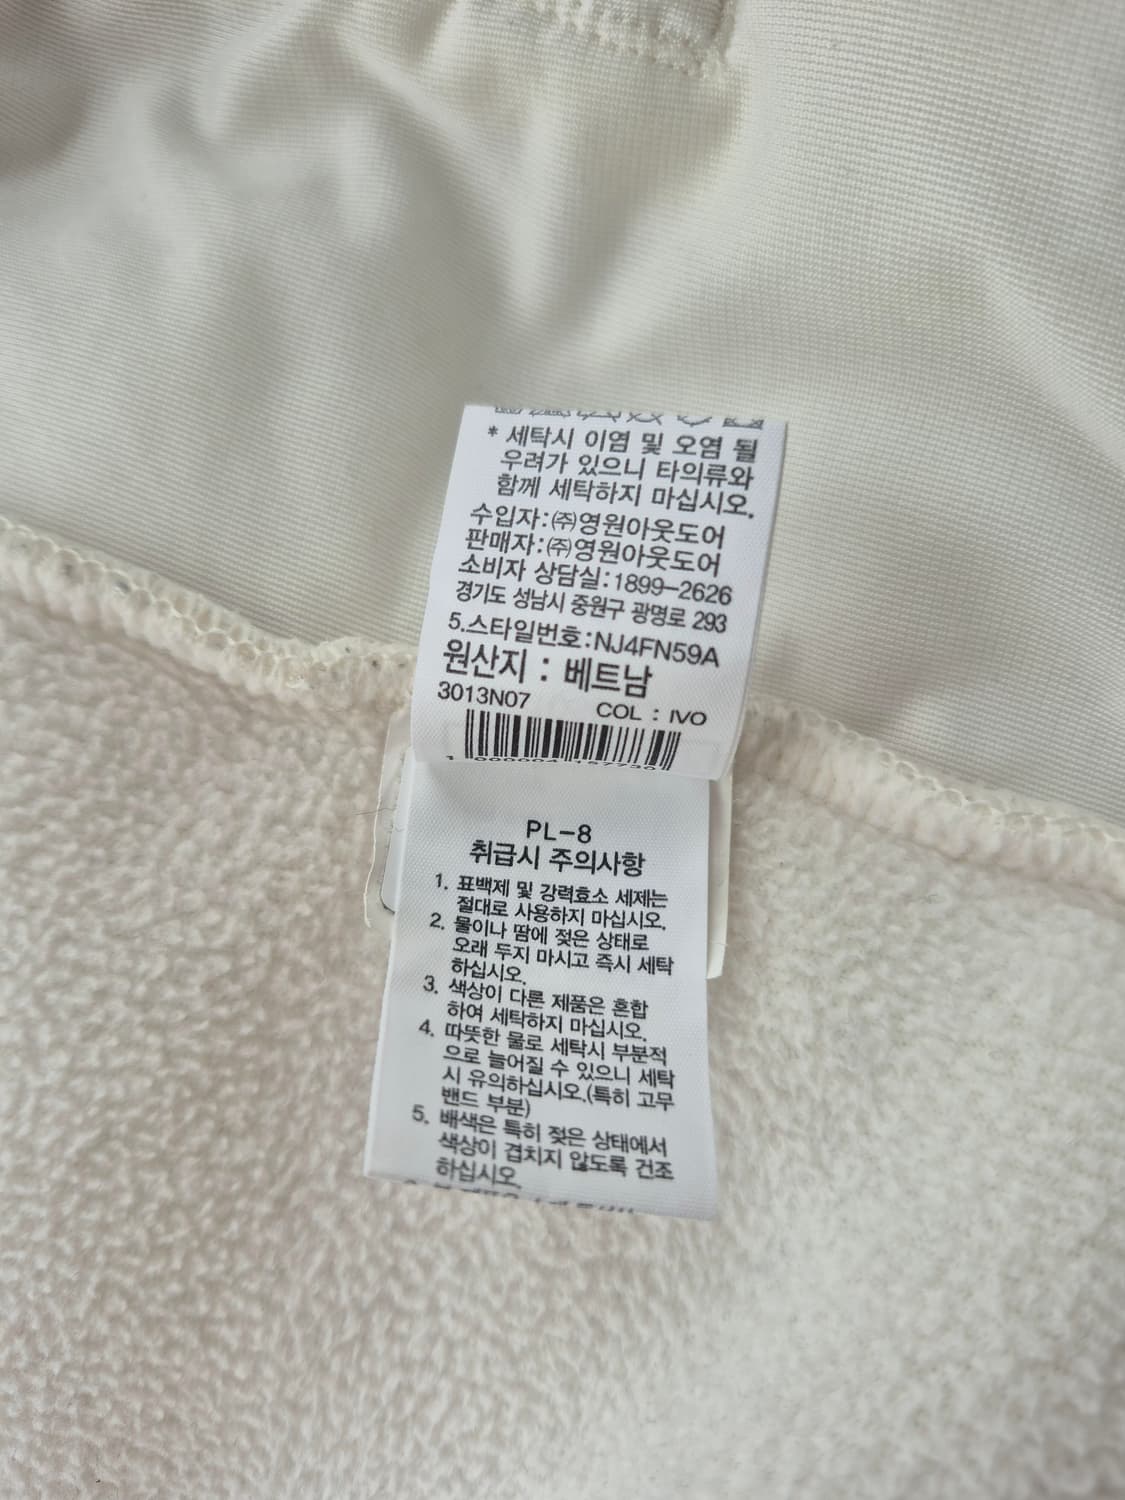 * 세탁시 이염 및 오염 될
우려가 있으니 타의류와
함께 세탁하지 마십시오.
수입자:㈜영원아웃도어
판매자:㈜영원아웃도어
소비자 상담실:1899-2626
경기도 성남시 중원구 광명로 293
5.스타일번호:NJ4FN59A
원산지 : 베트남
3013N07 COL : IVO
PL-8
취급시 주의사항
1. 표백제 및 강력효소 세제는
절대로 사용하지 마십시오.
2. 물이나 땀에 젖은 상태로
오래 두지 마시고 즉시 세탁
하십시오.
3. 색상이 다른 제품은 혼합
하여 세탁하지 마십시오.
4. 따뜻한 물로 세탁시 부분적
으로 늘어질 수 있으니 세탁
시 유의하십시오.(특히 고무
밴드 부분)
5. 배색은 특히 젖은 상태에서
색상이 겹치지 않도록 건조
하십시오.